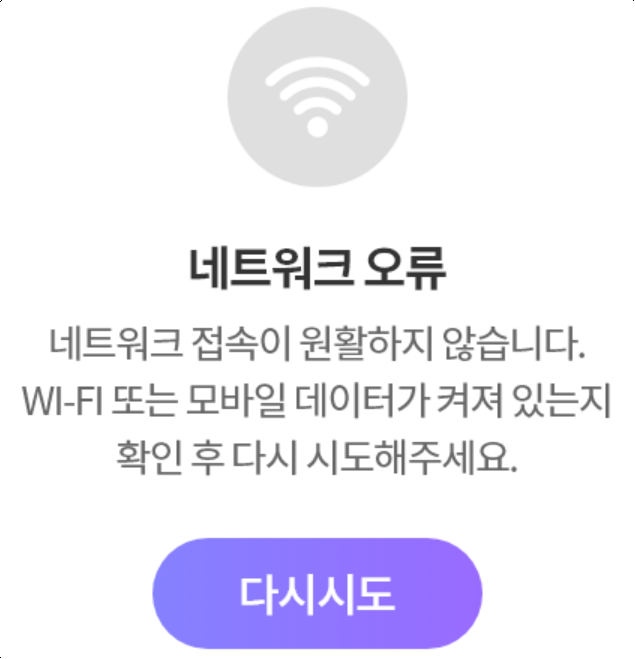 네트워크 오류
네트워크 접속이 원활하지 않습니다.
WI-FI 또는 모바일 데이터가 켜져 있는지
확인 후 다시 시도해주세요.
다시시도